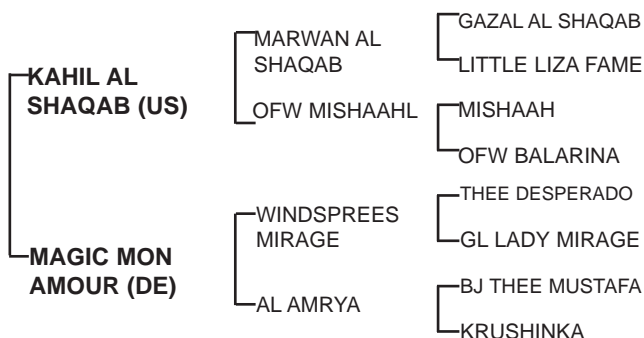 KAHIL AL
SHAQAB (US)
MAGIC MON
AMOUR (DE)
MARWAN AL
SHAQAB
OFW MISHAAHL
WINDSPREES
MIRAGE
AL AMRYA
GAZAL AL SHAQAB
LITTLE LIZA FAME
MISHAAH
OFW BALARINA
THEE DESPERADO
GL LADY MIRAGE
BJ THEE MUSTAFA
KRUSHINKA